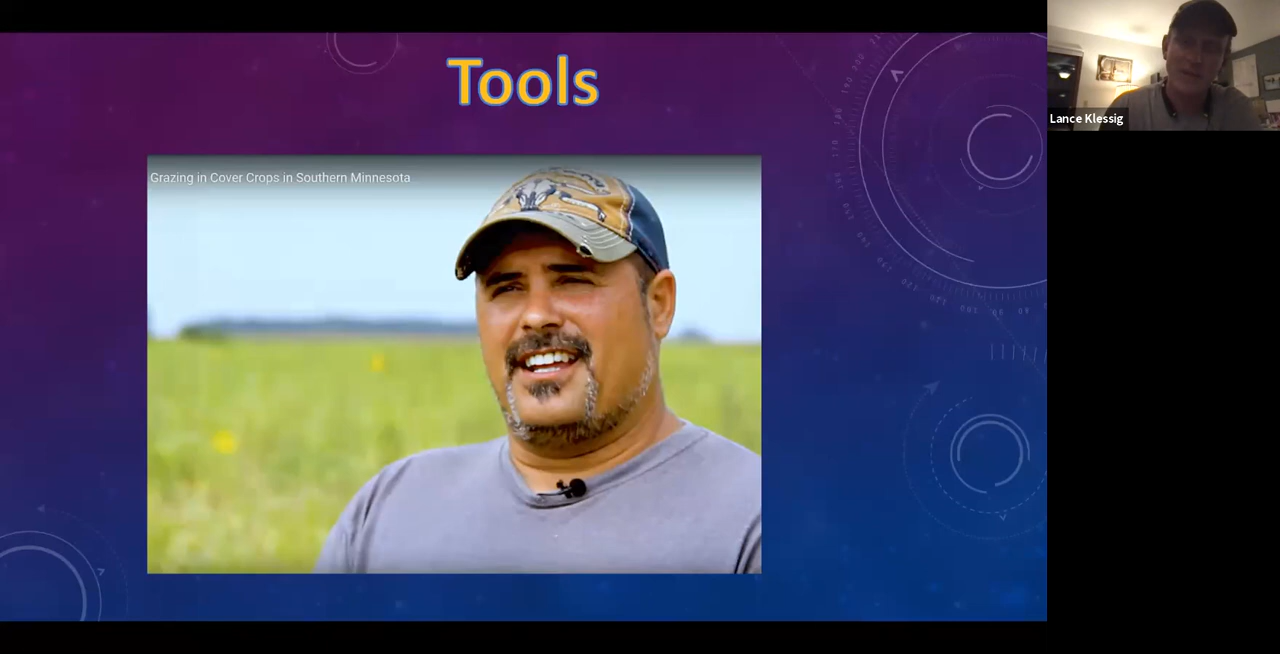 Tools
Grazing in Cover Crops in Southern Minnesota
Lance Klessig